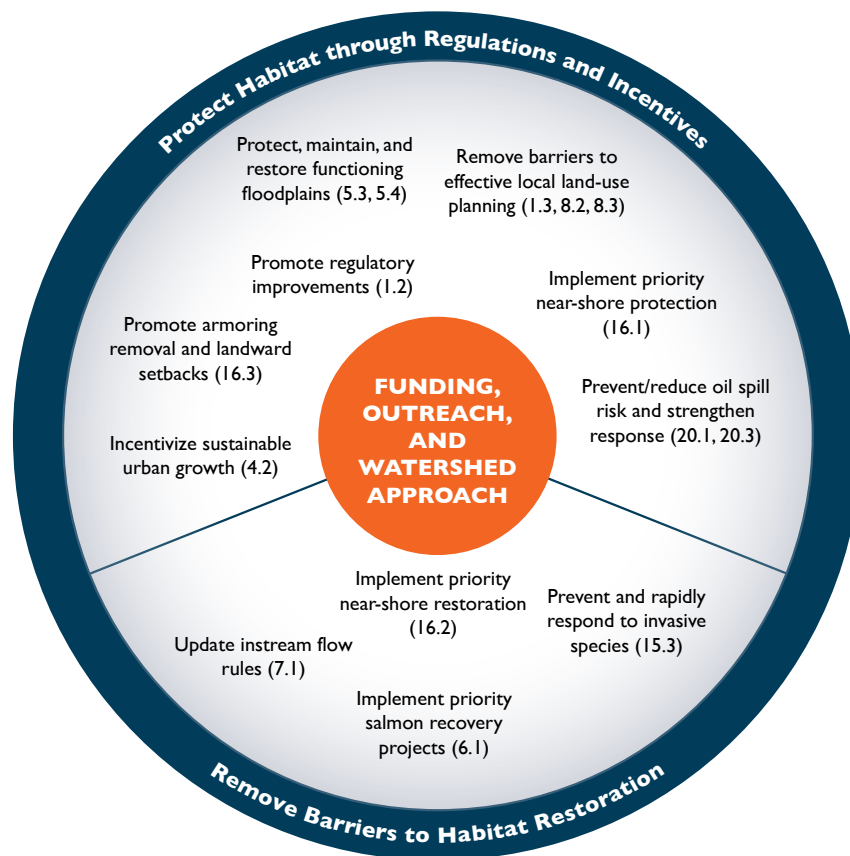 Protect Habitat through Regulations and Incentives
Protect, maintain, and
restore functioning
floodplains (5.3, 5.4)
Remove barriers to
effective local land-use
planning (1.3, 8.2, 8.3)
Promote regulatory
improvements (1.2)
Implement priority
near-shore protection
(16.1)
Promote armoring
removal and landward
setbacks (16.3)
Prevent/reduce oil spill
risk and strengthen
response (20.1, 20.3)
Incentivize sustainable
urban growth (4.2)
FUNDING,
OUTREACH,
AND
WATERSHED
APPROACH
Implement priority
near-shore restoration
(16.2)
Prevent and rapidly
respond to invasive
species (15.3)
Update instream flow
rules (7.1)
Implement priority
salmon recovery
projects (6.1)
Remove Barriers to Habitat Restoration